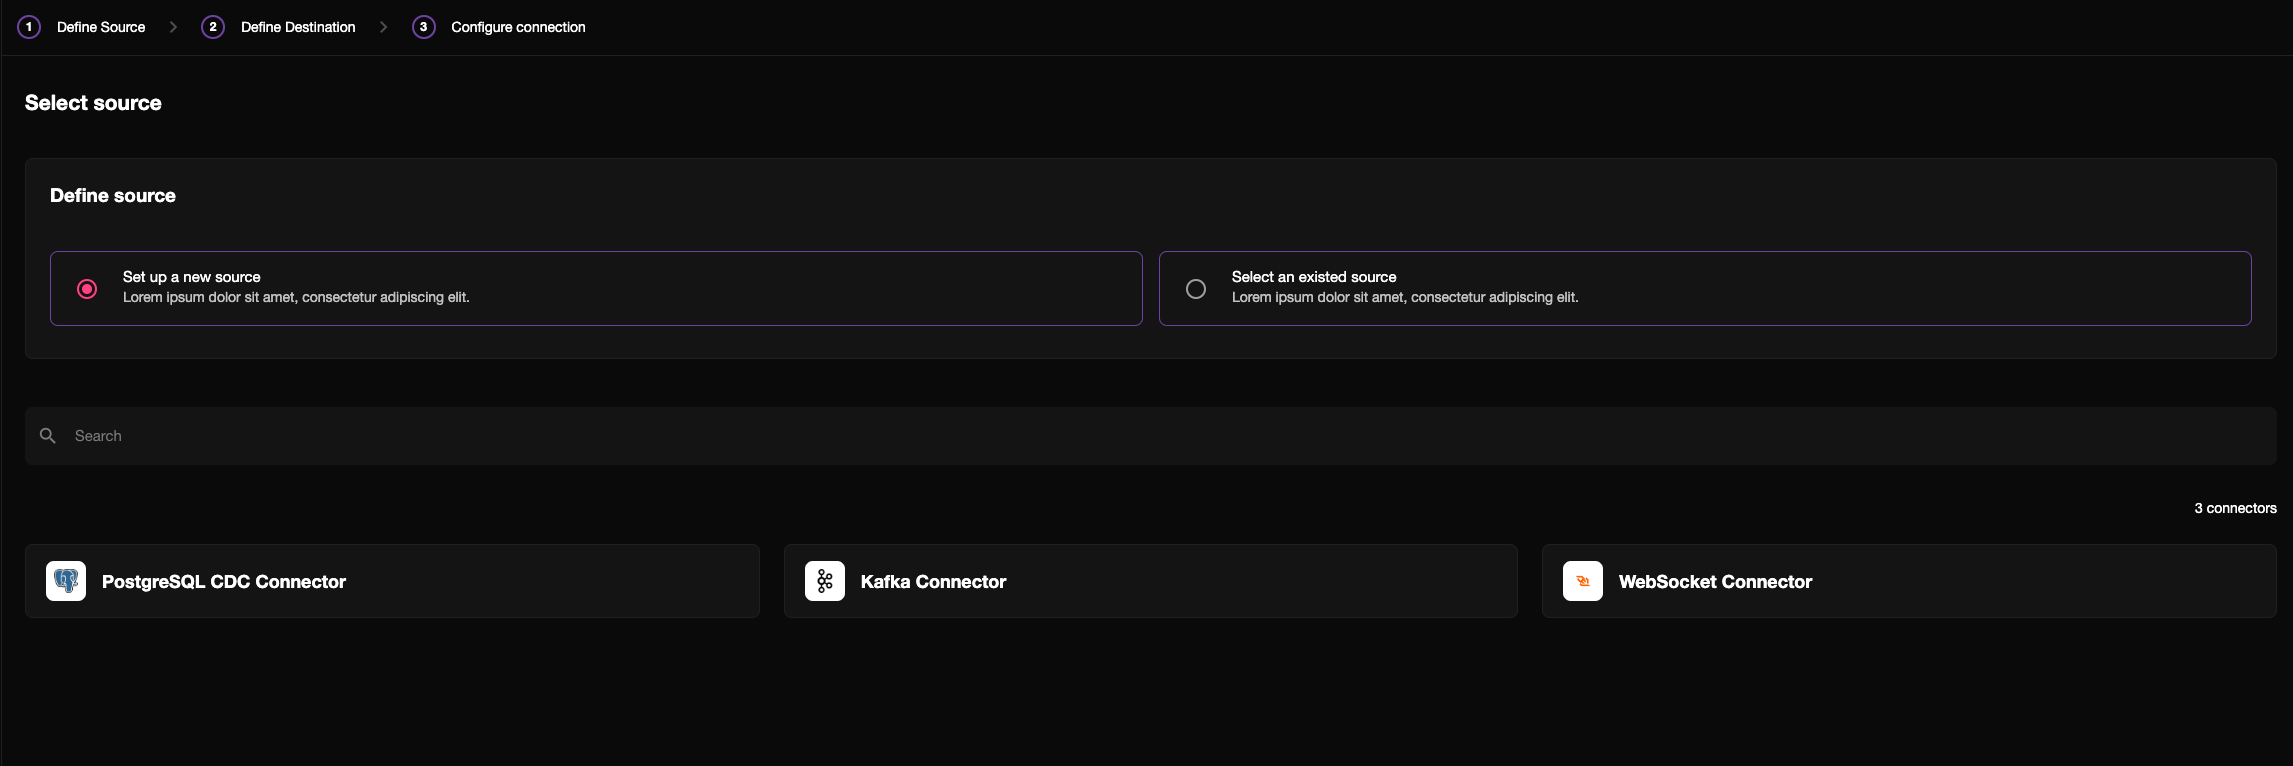 1 Define Source 2 Define Destination 3 Configure connection
Select source
Define source
Set up a new source
Lorem ipsum dolor sit amet, consectetur adipiscing elit.
Select an existed source
Lorem ipsum dolor sit amet, consectetur adipiscing elit.
Search
3 connectors
PostgreSQL CDC Connector
Kafka Connector
WebSocket Connector